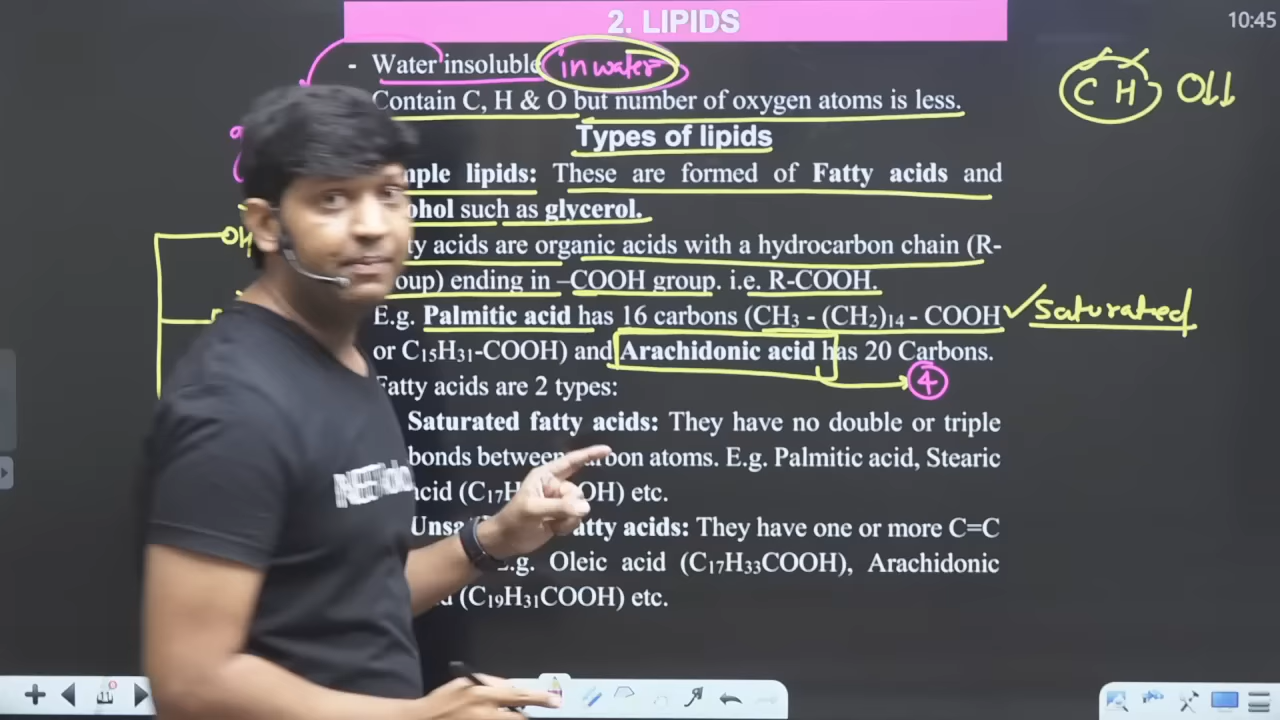 2. LIPIDS
10:45
- Water insoluble in water
C H O↓↓
Contain C, H & O but number of oxygen atoms is less.
Types of lipids
mple lipids: These are formed of Fatty acids and
ohol such as glycerol.
OH
ty acids are organic acids with a hydrocarbon chain (R-
oup) ending in –COOH group. i.e. R-COOH.
E.g. Palmitic acid has 16 carbons (CH3 - (CH2)14 - COOH ✓ saturated
or C15H31-COOH) and Arachidonic acid has 20 Carbons.
4
Fatty acids are 2 types:
Saturated fatty acids: They have no double or triple
bonds between arbon atoms. E.g. Palmitic acid, Stearic
acid (C17H OH) etc.
Unsa atty acids: They have one or more C=C
E.g. Oleic acid (C17H33COOH), Arachidonic
(C19H31COOH) etc.